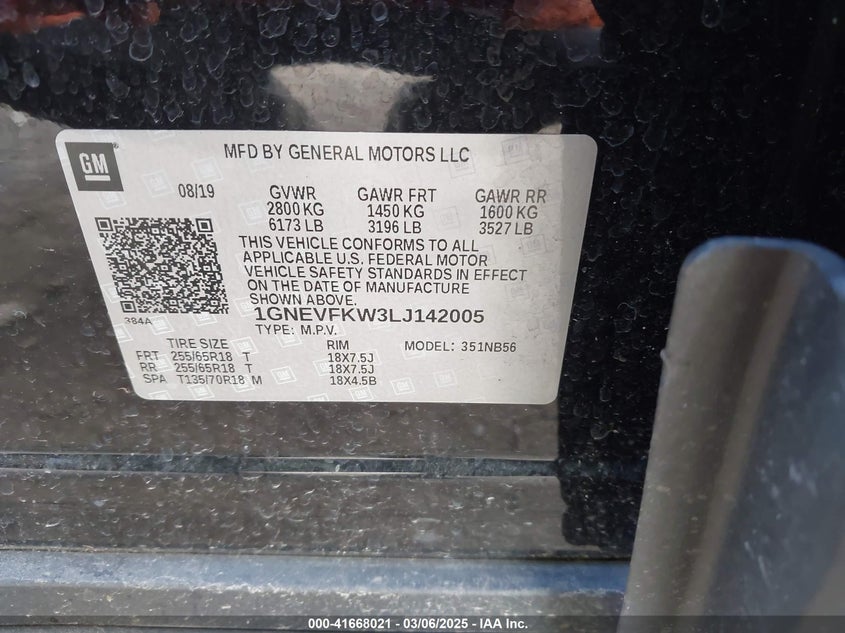 GM
MFD BY GENERAL MOTORS LLC
08/19 GVWR GAWR FRT GAWR RR
2800 KG 1450 KG 1600 KG
6173 LB 3196 LB 3527 LB
THIS VEHICLE CONFORMS TO ALL
APPLICABLE U.S. FEDERAL MOTOR
VEHICLE SAFETY STANDARDS IN EFFECT
ON THE DATE OF MANUFACTURE
SHOWN ABOVE.
384A
1GNEVFKW3LJ142005
TYPE: M.P.V.
TIRE SIZE RIM MODEL: 351NB56
FRT 255/65R18 T 18X7.5J
RR 255/65R18 T 18X7.5J
SPA T135/70R18 M 18X4.5B
000-41668021 - 03/06/2025 - IAA Inc.